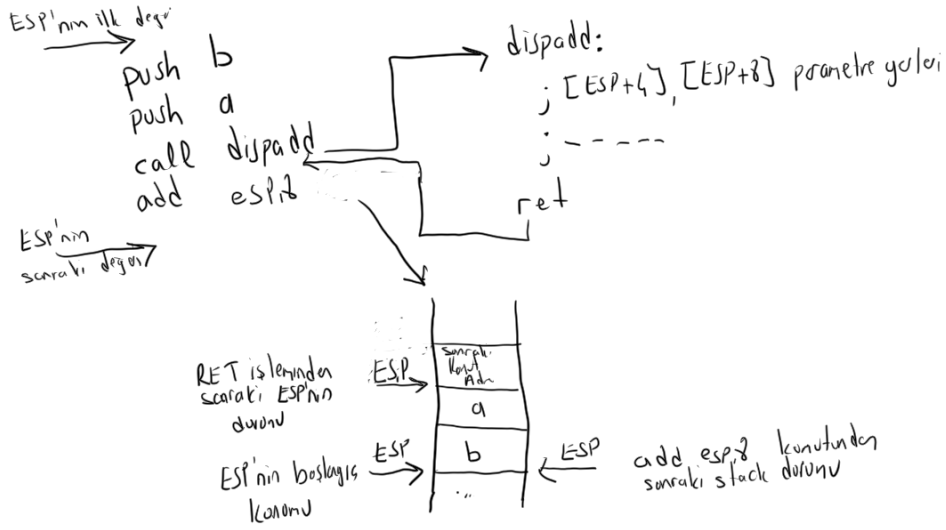 ESP'nin ilk değeri
push b
push a
call dispadd
add esp,8
ESP'nin
sonraki değeri
dispadd:
; [ESP+4], [ESP+8] parametre yerleri
; -----
ret
RET işleminden
sonraki ESP'nin
durumu
ESP
sonraki
Komut
Adr
a
b
...
ESP
ESP'nin başlangıç
konumu
ESP
add esp,8 komutundan
sonraki stack durumu